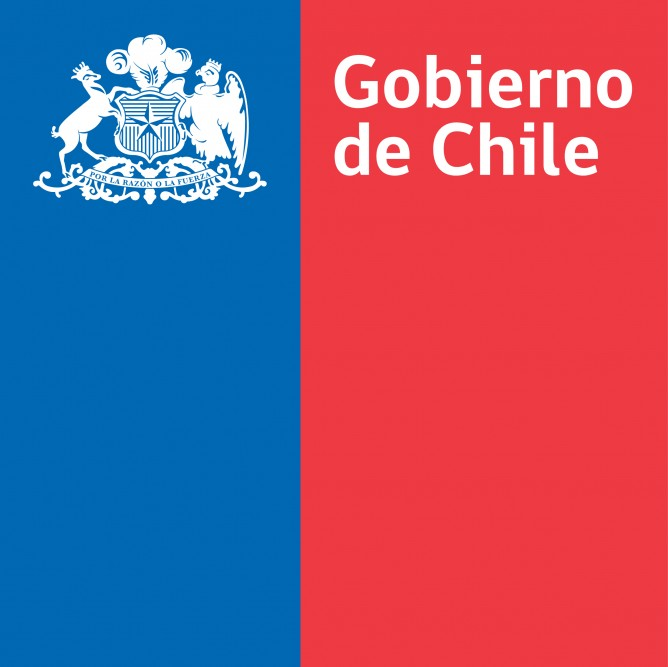 POR LA RAZÓN O LA FUERZA
Gobierno
de Chile